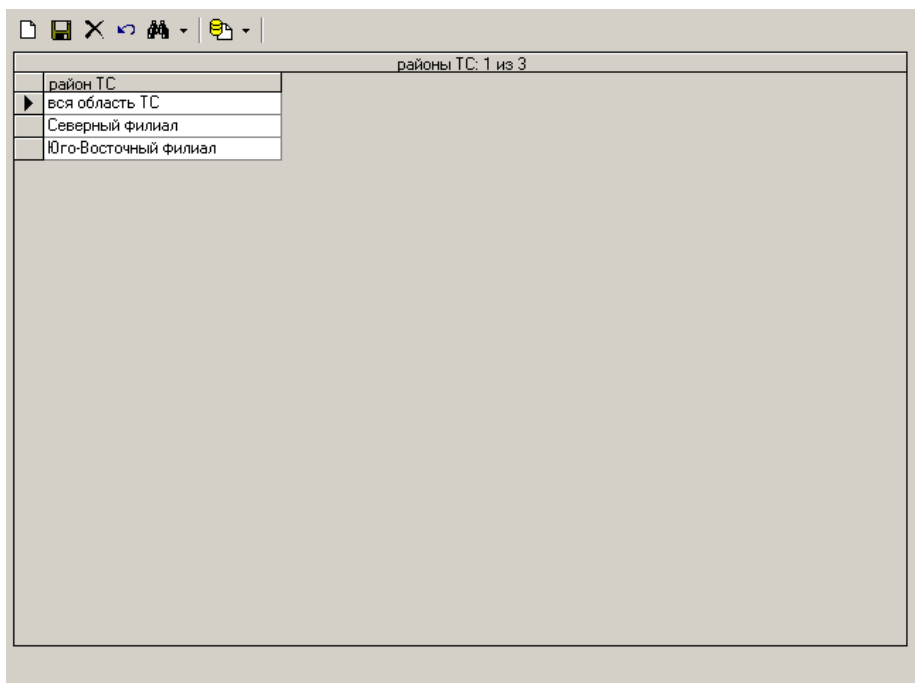 районы ТС: 1 из 3
район ТС
вся область ТС
Северный филиал
Юго-Восточный филиал